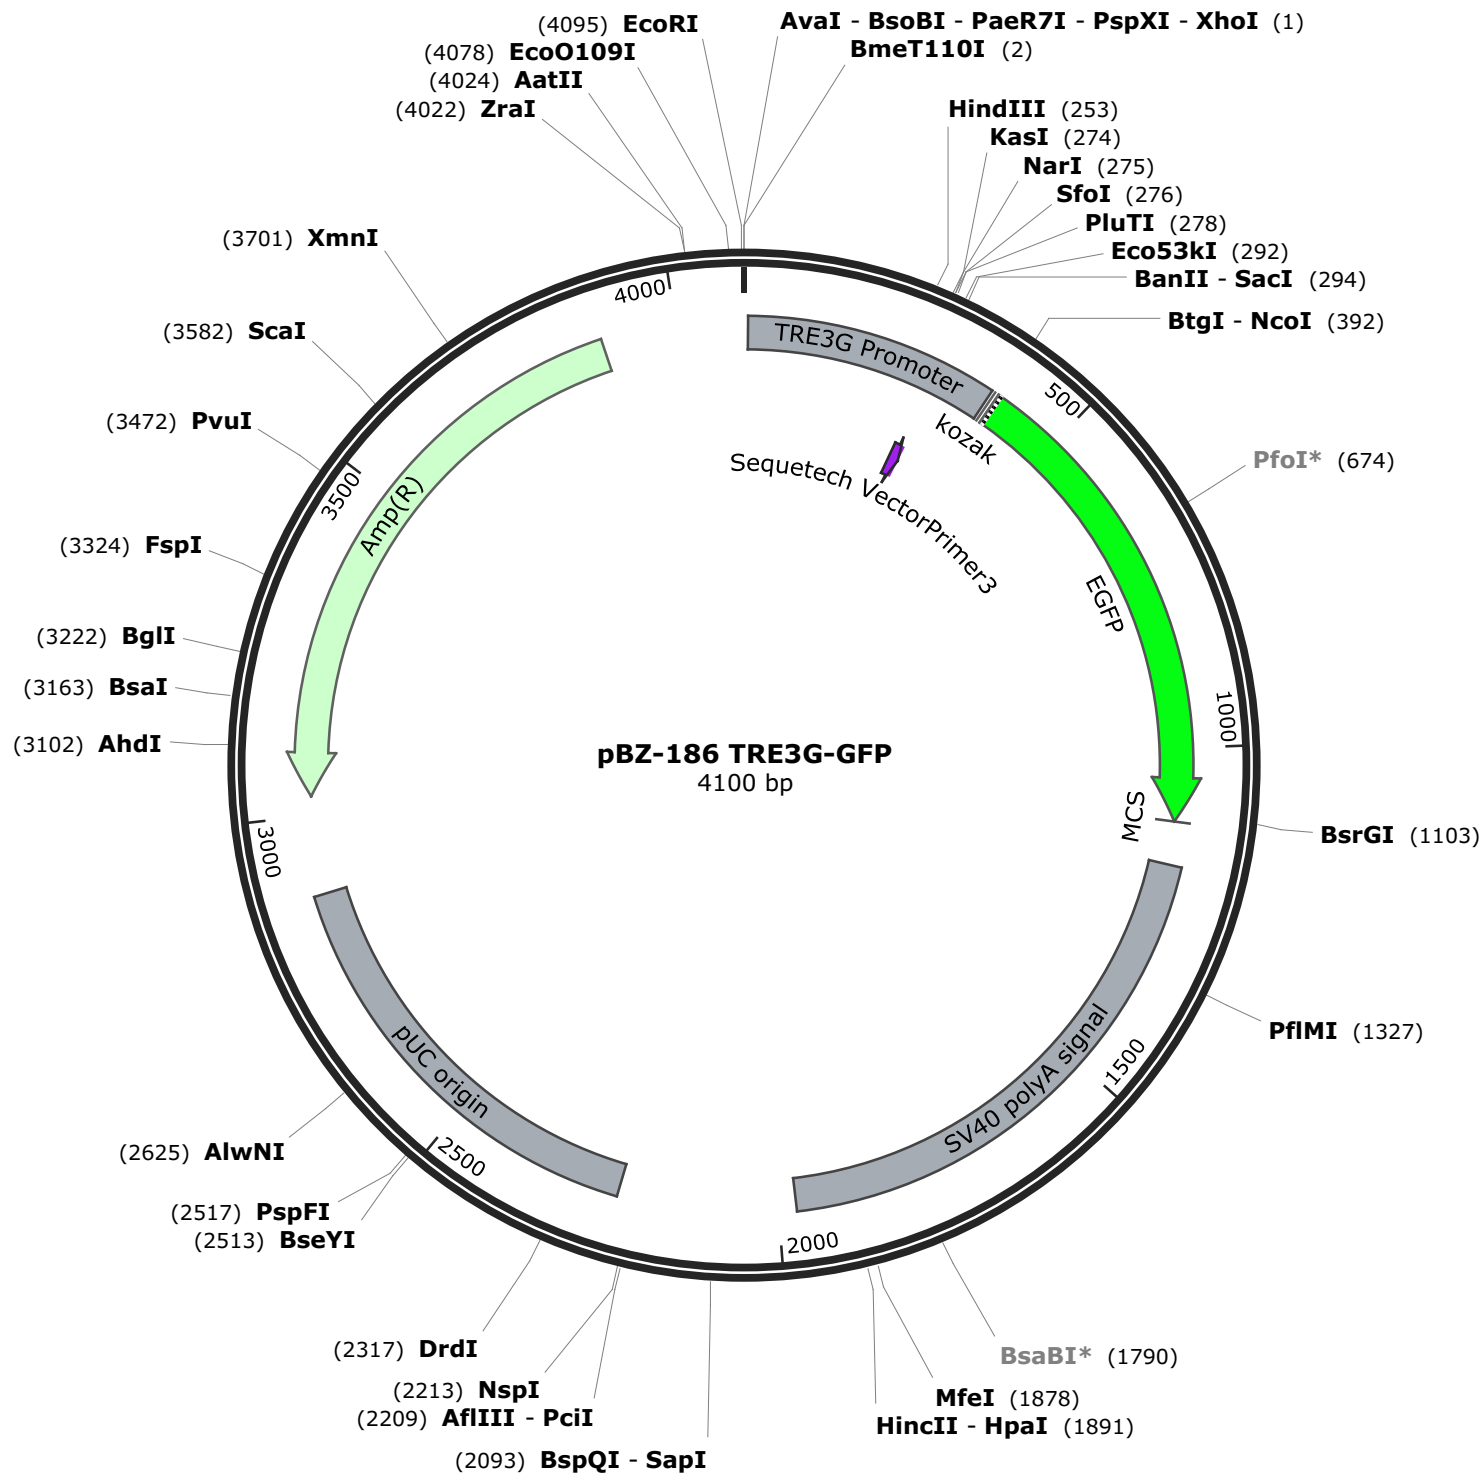 (4095) EcoRI
AvaI - BsoBI - PaeR7I - PspXI - XhoI (1)
(4078) EcoO109I
BmeT110I (2)
(4024) AatII
(4022) ZraI
HindIII (253)
KasI (274)
NarI (275)
SfoI (276)
PluTI (278)
Eco53kI (292)
BanII - SacI (294)
BtgI - NcoI (392)
(3701) XmnI
(3582) ScaI
(3472) PvuI
(3324) FspI
(3222) BglI
(3163) BsaI
(3102) AhdI
4000
TRE3G Promoter
500
kozak
Sequetech VectorPrimer3
PfoI* (674)
3500
Amp(R)
EGFP
1000
pBZ-186 TRE3G-GFP
4100 bp
MCS
BsrGI (1103)
3000
PflMI (1327)
pUC origin
SV40 polyA signal
1500
(2625) AlwNI
2500
(2517) PspFI
(2513) BseYI
2000
(2317) DrdI
BsaBI* (1790)
(2213) NspI
MfeI (1878)
(2209) AflIII - PciI
HincII - HpaI (1891)
(2093) BspQI - SapI